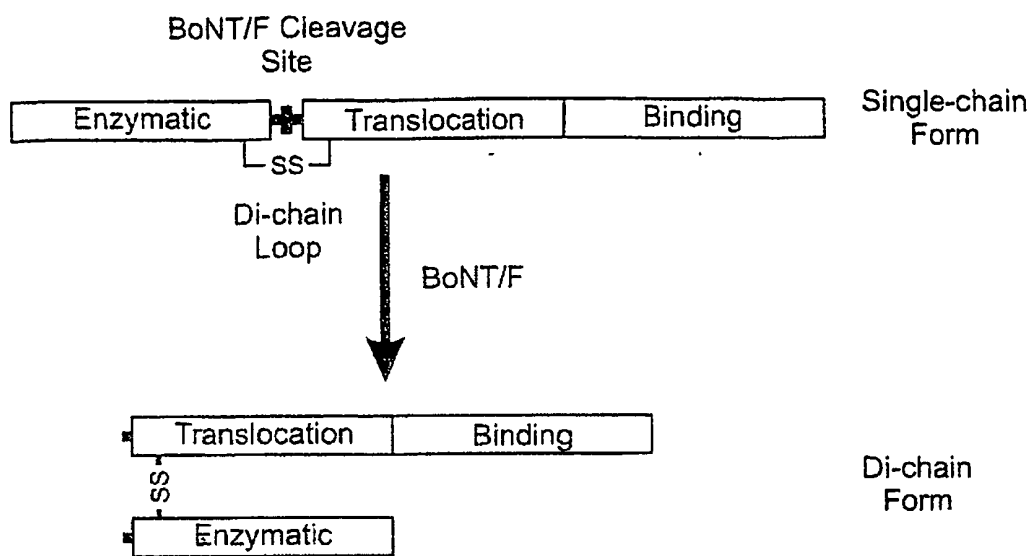 BoNT/F Cleavage
Site
Enzymatic
Translocation
Binding
Single-chain
Form
SS
Di-chain
Loop
BoNT/F
Translocation
Binding
SS
Enzymatic
Di-chain
Form